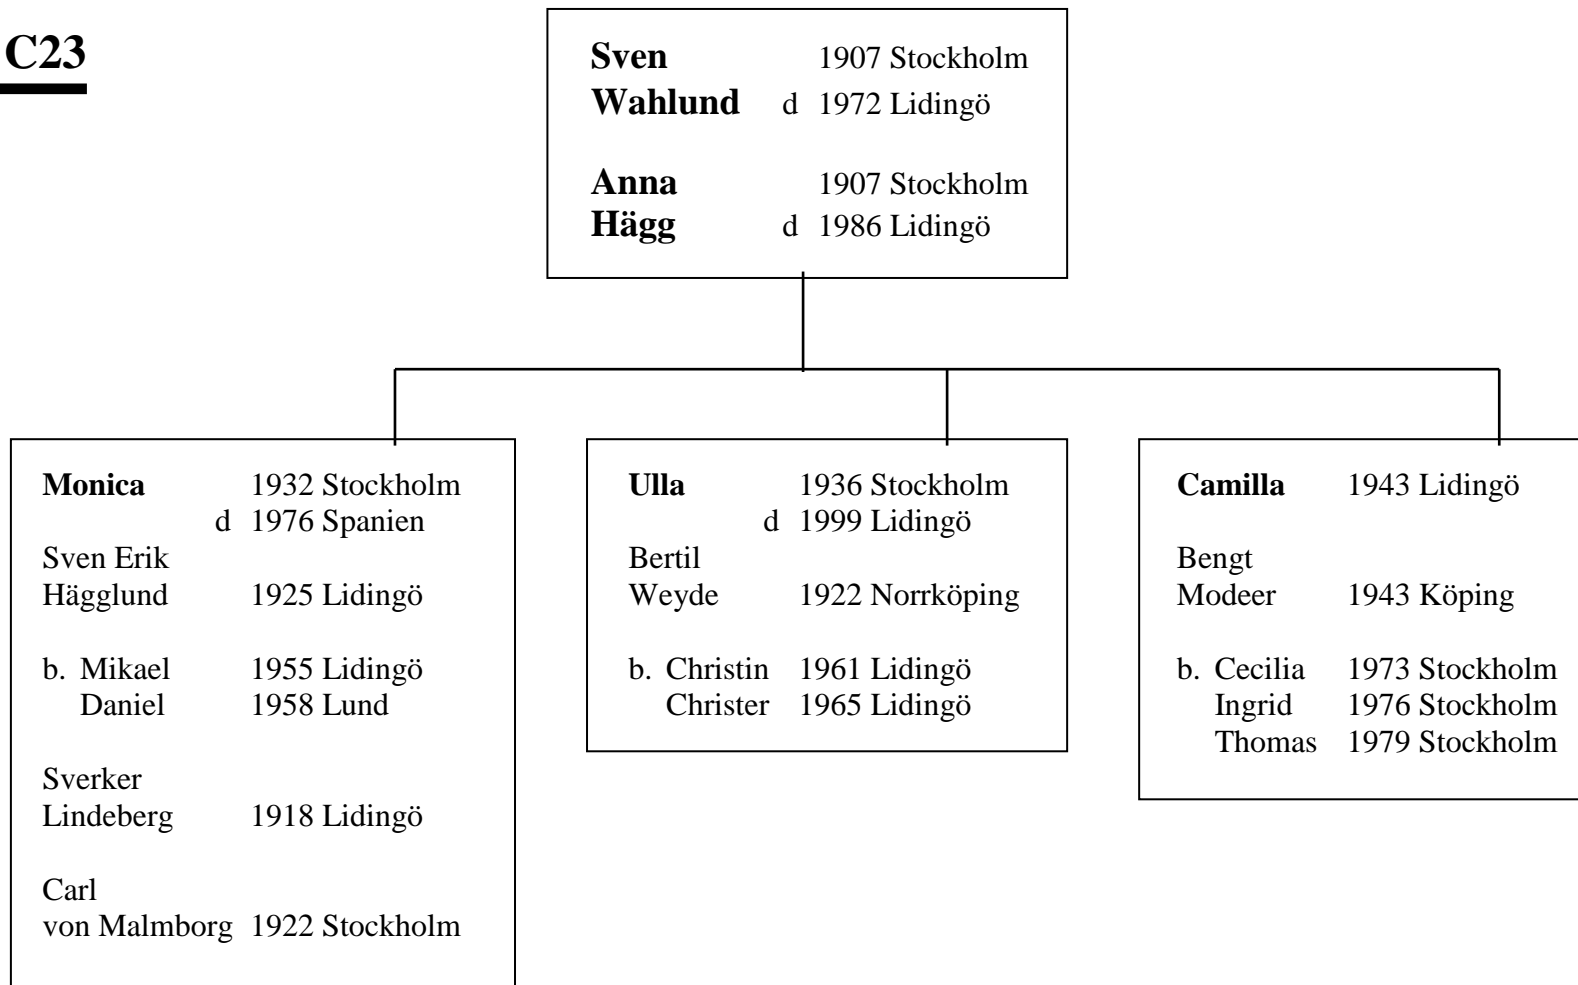 C23
Sven 1907 Stockholm
Wahlund d 1972 Lidingö
Anna 1907 Stockholm
Hägg d 1986 Lidingö
Monica 1932 Stockholm
d 1976 Spanien
Sven Erik
Hägglund 1925 Lidingö
b. Mikael 1955 Lidingö
Daniel 1958 Lund
Sverker
Lindeberg 1918 Lidingö
Carl
von Malmborg 1922 Stockholm
Ulla 1936 Stockholm
d 1999 Lidingö
Bertil
Weyde 1922 Norrköping
b. Christin 1961 Lidingö
Christer 1965 Lidingö
Camilla 1943 Lidingö
Bengt
Modeer 1943 Köping
b. Cecilia 1973 Stockholm
Ingrid 1976 Stockholm
Thomas 1979 Stockholm